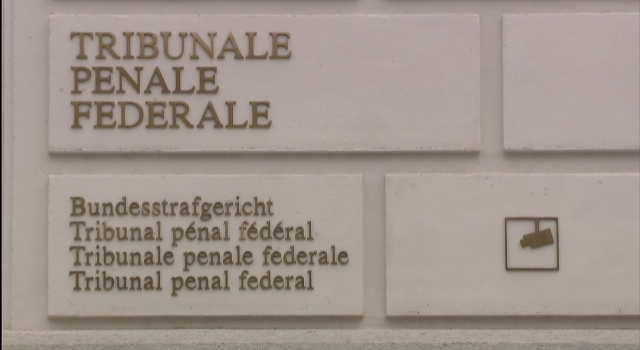 TRIBUNALE
PENALE
FEDERALE
Bundesstrafgericht
Tribunal pénal fédéral
Tribunale penale federale
Tribunal penal federal